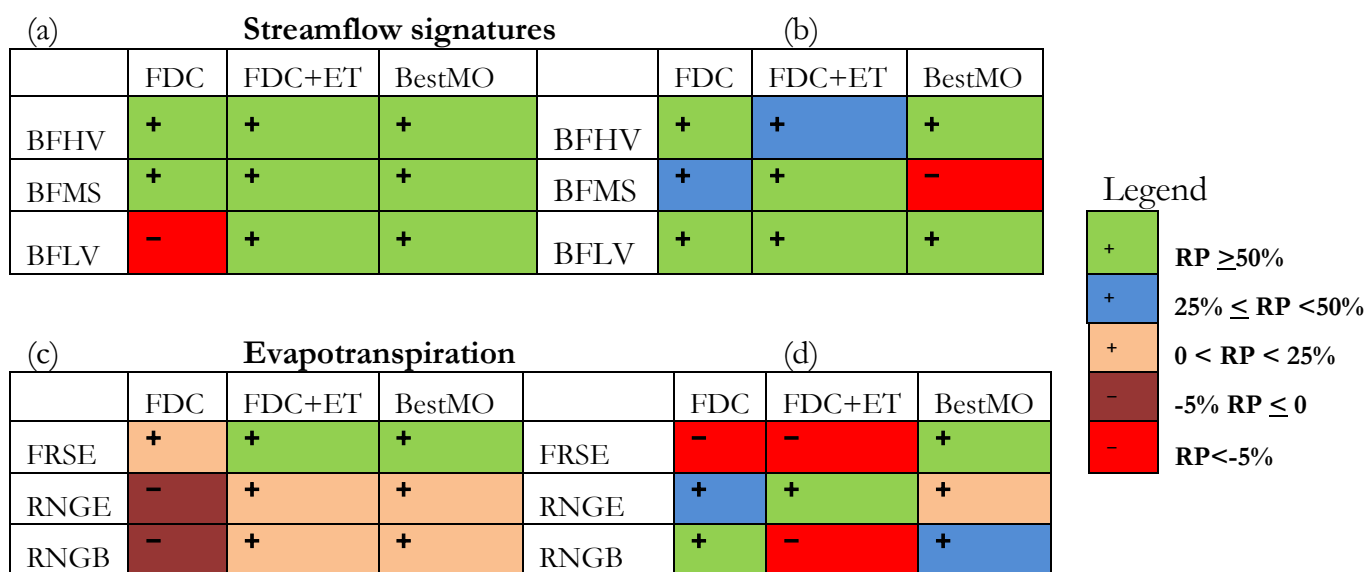 (a) Streamflow signatures (b)
FDC FDC+ET BestMO FDC FDC+ET BestMO
BFHV + + + BFHV + + +
BFMS + + + BFMS + + −
BFLV − + + BFLV + + +
Legend
+ RP ≥50%
+ 25% ≤ RP <50%
+ 0 < RP < 25%
− -5% RP ≤ 0
− RP<-5%
(c) Evapotranspiration (d)
FDC FDC+ET BestMO FDC FDC+ET BestMO
FRSE + + + FRSE − − +
RNGE − + + RNGE + + +
RNGB − + + RNGB + − +